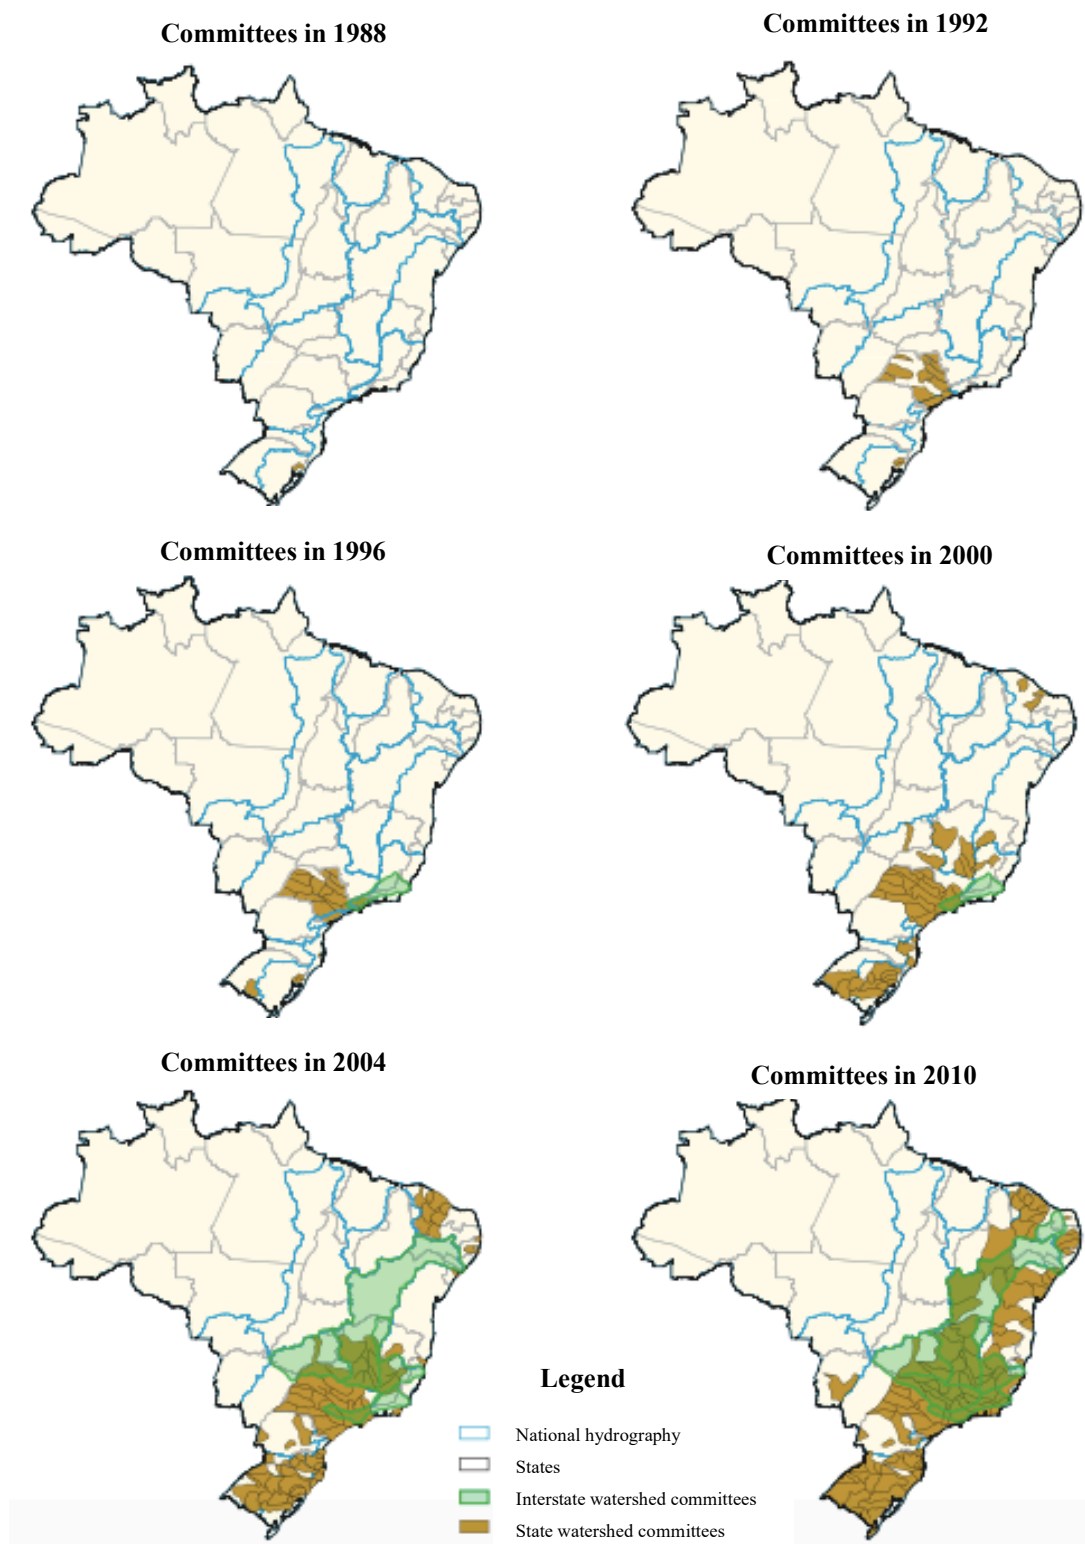 Committees in 1988
Committees in 1992
Committees in 1996
Committees in 2000
Committees in 2004
Committees in 2010
Legend
National hydrography
States
Interstate watershed committees
State watershed committees